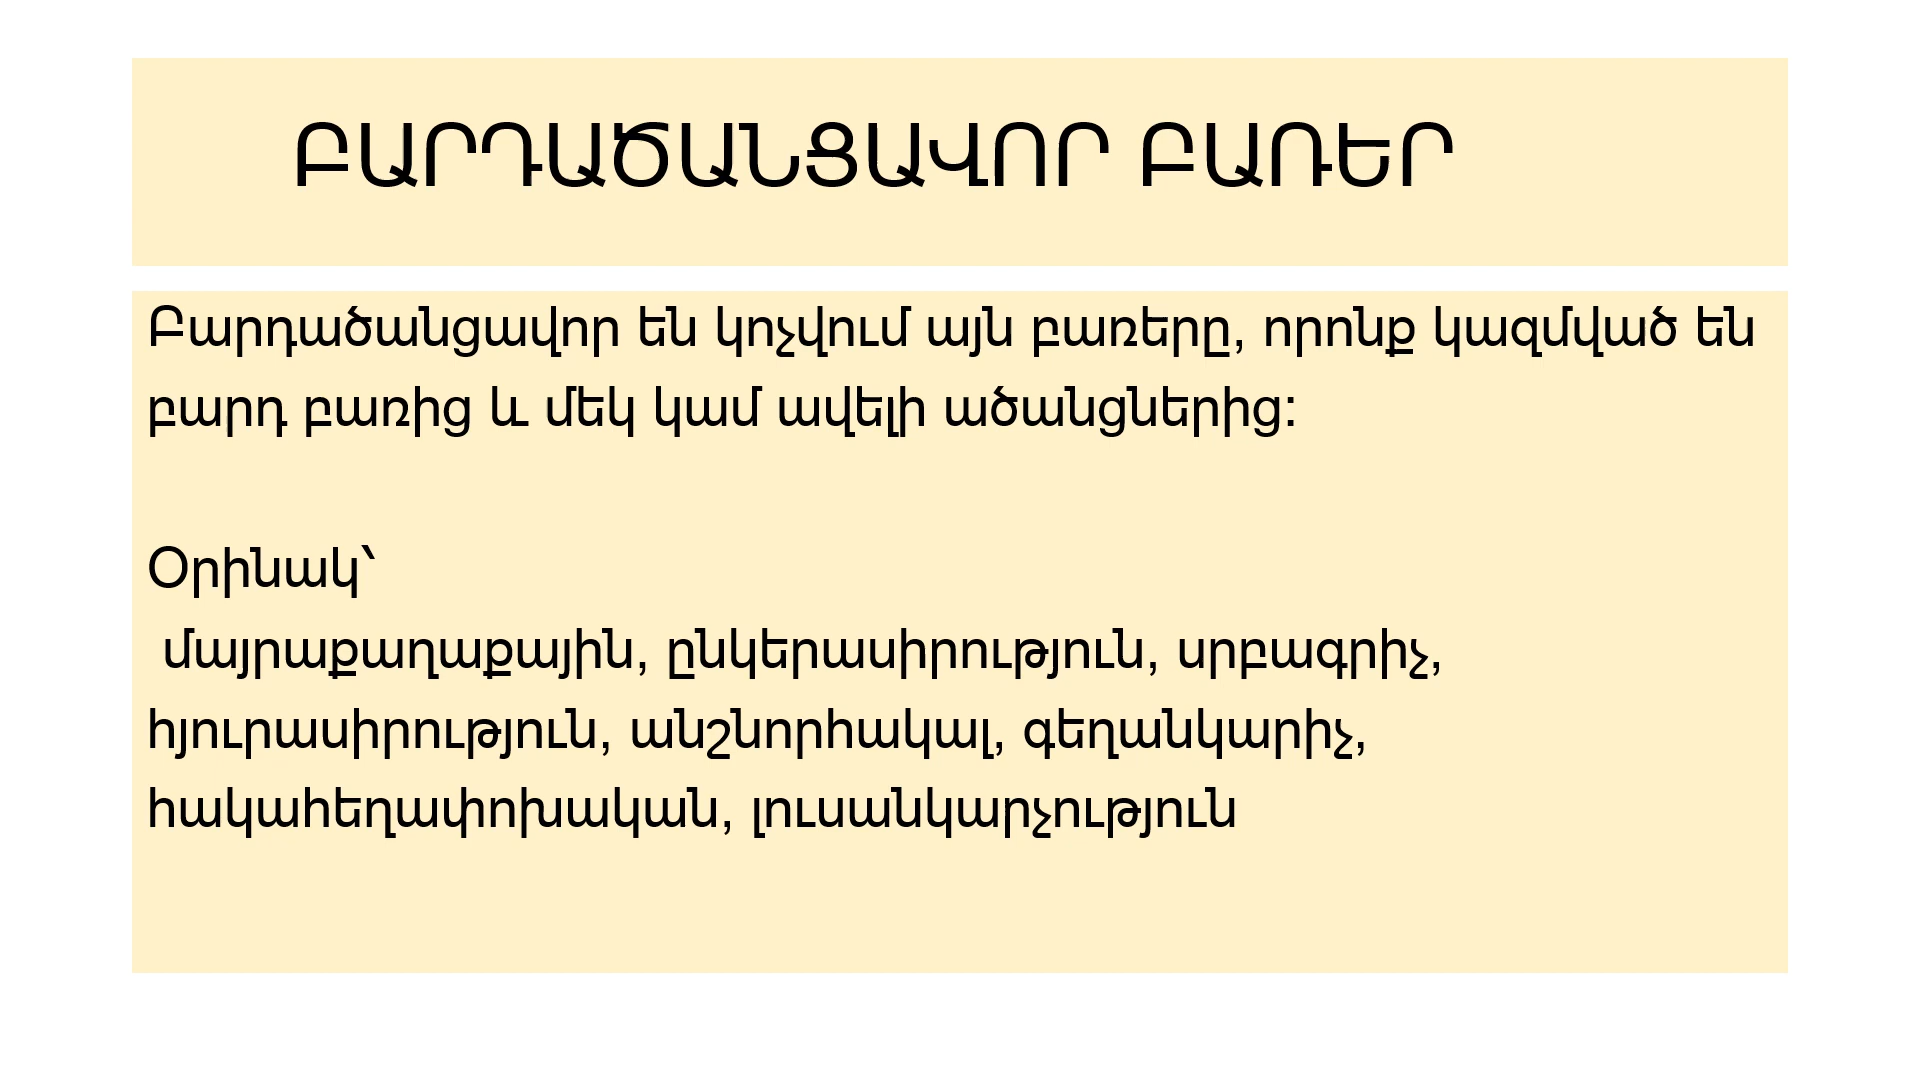 ԲԱՐԴԱԾԱՆՑԱՎՈՐ ԲԱՌԵՐ
Բարդածանցավոր են կոչվում այն բառերը, որոնք կազմված են
բարդ բառից և մեկ կամ ավելի ածանցներից:
Օրինակ՝
մայրաքաղաքային, ընկերասիրություն, սրբագրիչ,
հյուրասիրություն, անշնորհակալ, գեղանկարիչ,
հակահեղափոխական, լուսանկարչություն